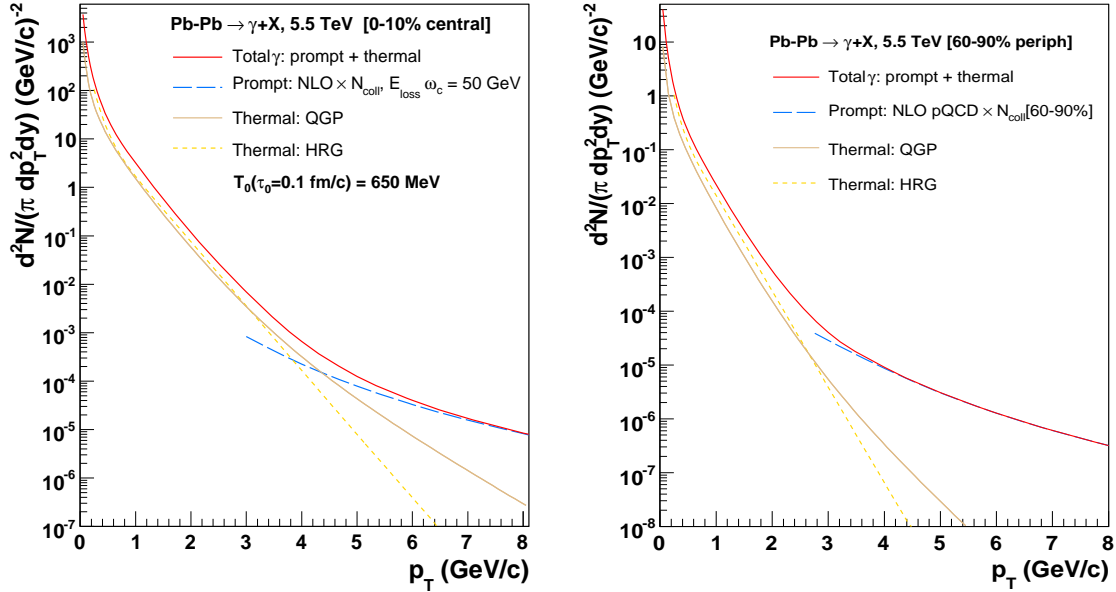 Pb-Pb → γ+X, 5.5 TeV [0-10% central]
Total γ: prompt + thermal
Prompt: NLO × N_coll, E_loss ω_c = 50 GeV
Thermal: QGP
Thermal: HRG
T_0(τ_0=0.1 fm/c) = 650 MeV
d²N/(π dp_T²dy) (GeV/c)⁻²
10³
10²
10
1
10⁻¹
10⁻²
10⁻³
10⁻⁴
10⁻⁵
10⁻⁶
10⁻⁷
0 1 2 3 4 5 6 7 8
p_T (GeV/c)
Pb-Pb → γ+X, 5.5 TeV [60-90% periph]
Total γ: prompt + thermal
Prompt: NLO pQCD × N_coll[60-90%]
Thermal: QGP
Thermal: HRG
d²N/(π dp_T²dy) (GeV/c)⁻²
10
1
10⁻¹
10⁻²
10⁻³
10⁻⁴
10⁻⁵
10⁻⁶
10⁻⁷
10⁻⁸
0 1 2 3 4 5 6 7 8
p_T (GeV/c)